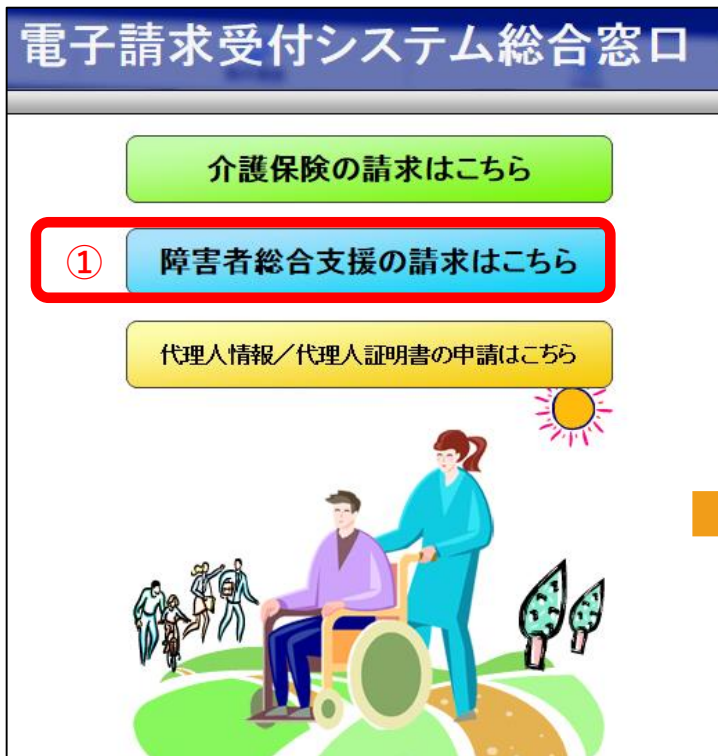 電子請求受付システム総合窓口
介護保険の請求はこちら
① 障害者総合支援の請求はこちら
代理人情報／代理人証明書の申請はこちら